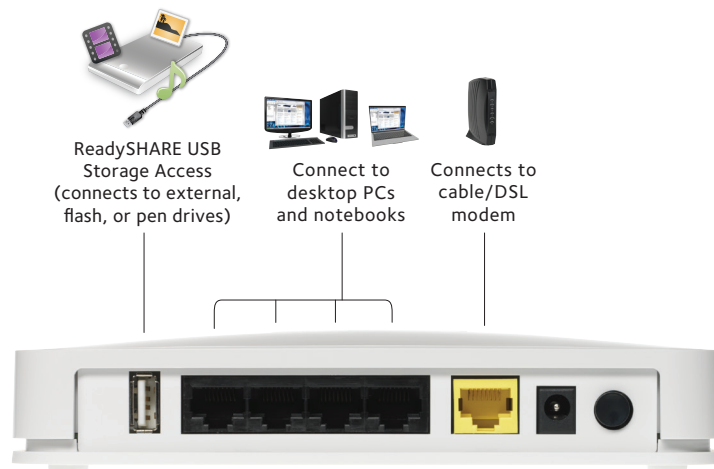 ReadySHARE USB
Storage Access
(connects to external,
flash, or pen drives)
Connect to
desktop PCs
and notebooks
Connects to
cable/DSL
modem